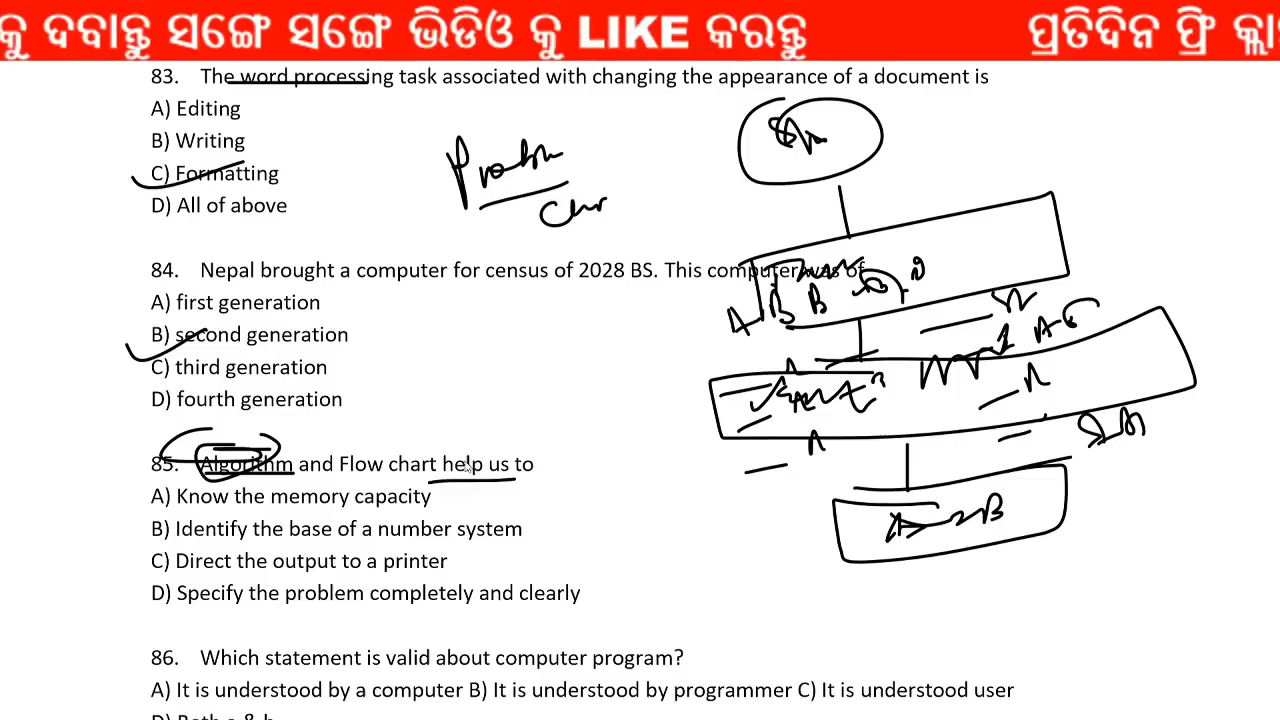 କୁ ଦବାନ୍ତୁ ସଙ୍ଗେ ସଙ୍ଗେ ଭିଡିଓ କୁ LIKE କରନ୍ତୁ ପ୍ରତିଦିନ ଫ୍ରି କ୍ଲା
83. The word processing task associated with changing the appearance of a document is
A) Editing
B) Writing
C) Formatting
D) All of above
84. Nepal brought a computer for census of 2028 BS. This computer was of
A) first generation
B) second generation
C) third generation
D) fourth generation
85. Algorithm and Flow chart help us to
A) Know the memory capacity
B) Identify the base of a number system
C) Direct the output to a printer
D) Specify the problem completely and clearly
86. Which statement is valid about computer program?
A) It is understood by a computer B) It is understood by programmer C) It is understood user
D) Both a & b